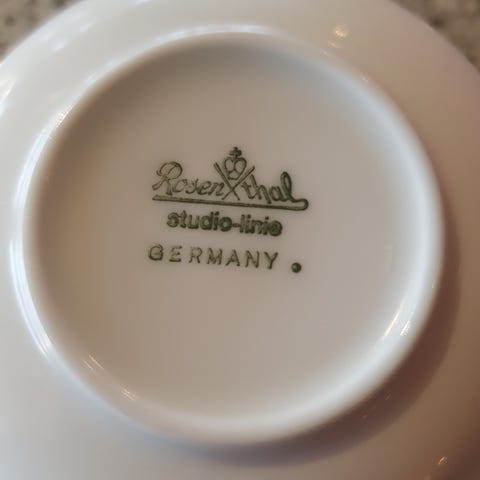 Rosenthal
studio-linie
GERMANY .